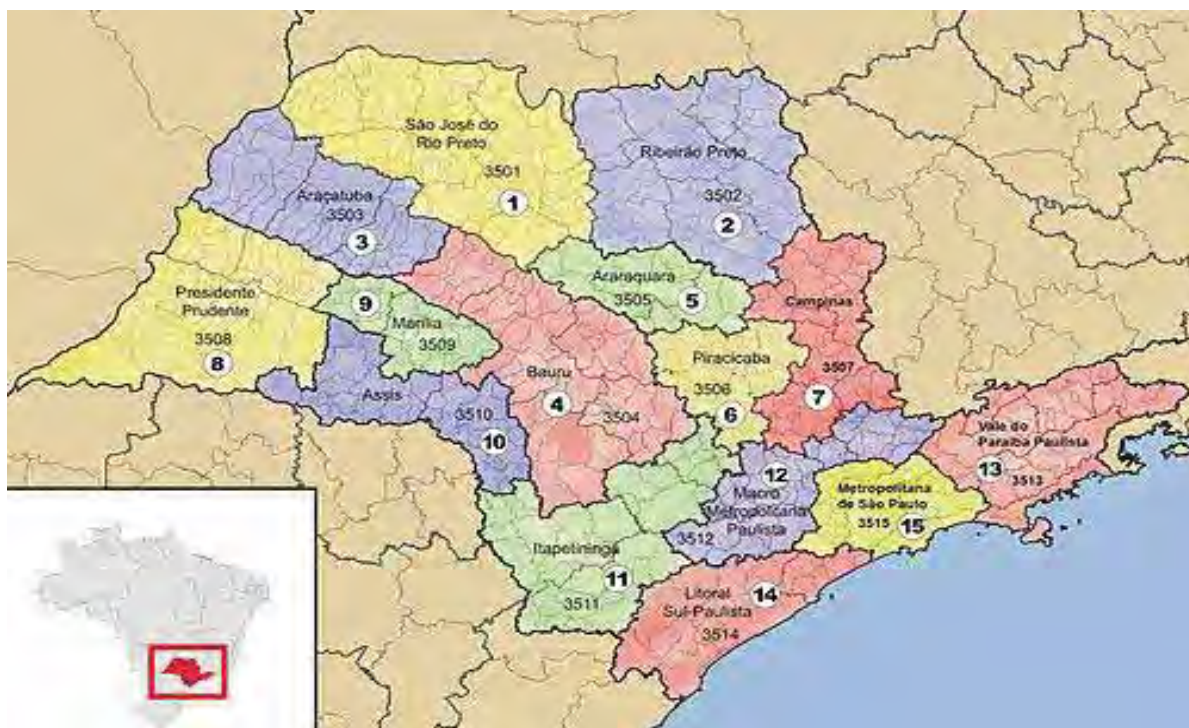 São José do
Rio Preto
3501
1
Ribeirão Preto
3502
2
Araçatuba
3503
3
Araraquara
3505
5
Campinas
3507
7
Presidente
Prudente
3508
8
9
Marília
3509
Bauru
4
3504
Piracicaba
3506
6
Assis
3510
10
Vale do
Paraíba Paulista
13
3513
12
Macro
Metropolitana
Paulista
3512
Metropolitana
de São Paulo
3515
15
Itapetininga
11
3511
14
Litoral
Sul-Paulista
3514